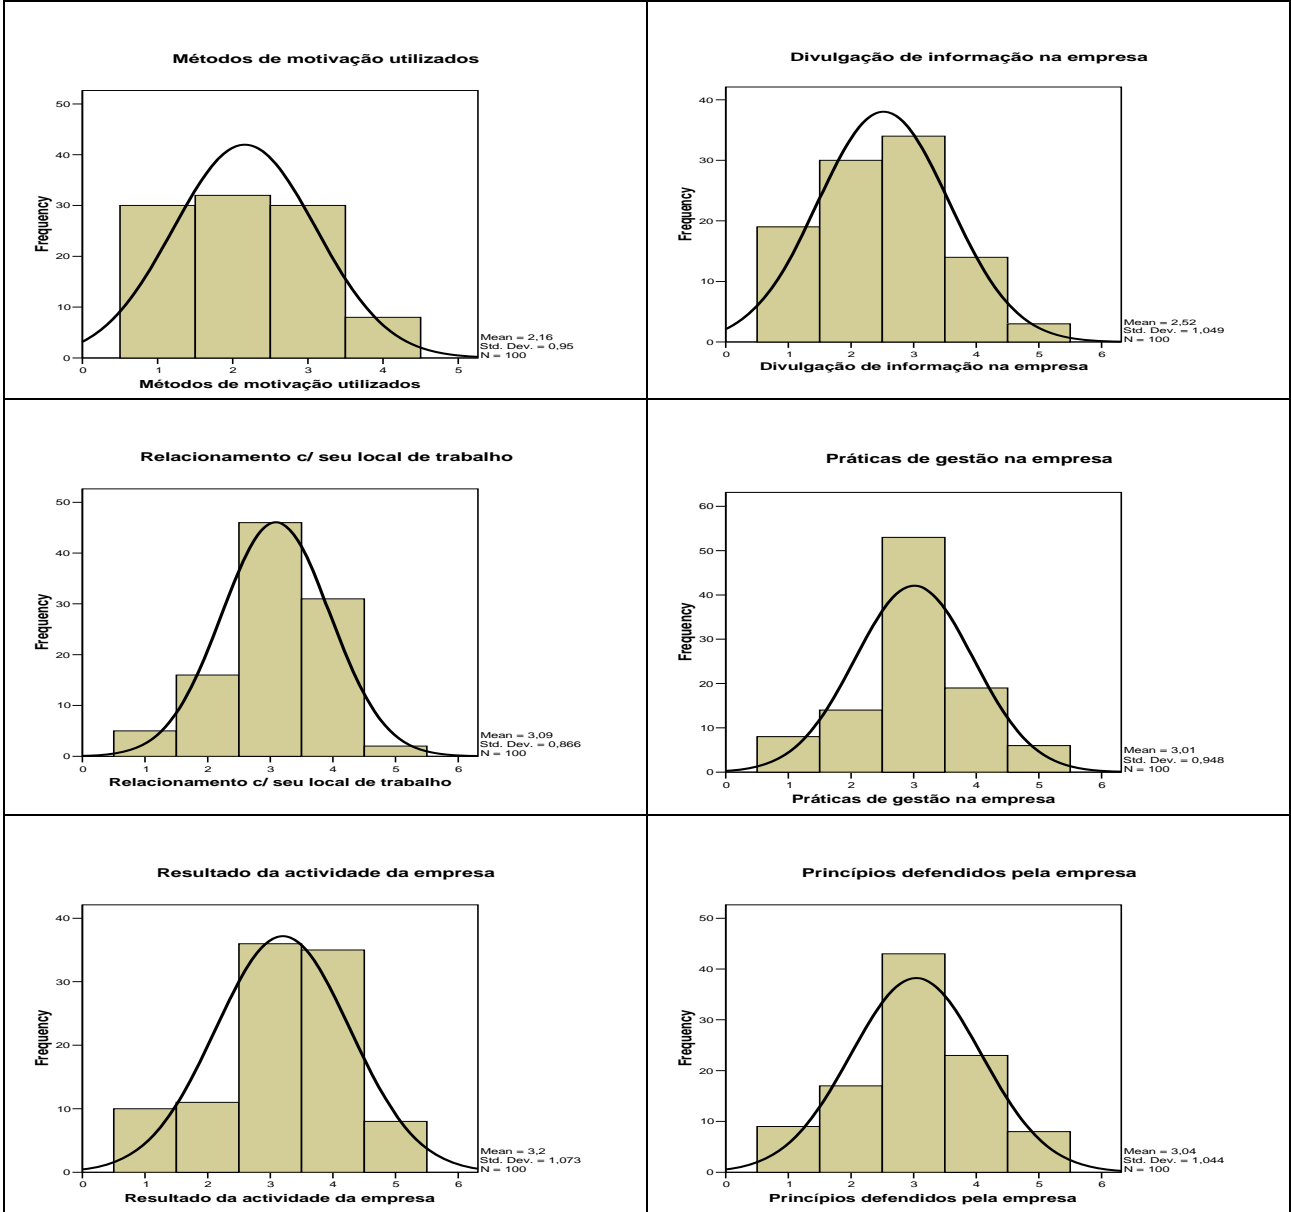 Métodos de motivação utilizados
50
40
30
20
10
0
Frequency
0 1 2 3 4 5
Métodos de motivação utilizados
Mean = 2,16
Std. Dev. = 0,95
N = 100
Divulgação de informação na empresa
40
30
20
10
0
Frequency
0 1 2 3 4 5 6
Divulgação de informação na empresa
Mean = 2,52
Std. Dev. = 1,049
N = 100
Relacionamento c/ seu local de trabalho
50
40
30
20
10
0
Frequency
0 1 2 3 4 5 6
Relacionamento c/ seu local de trabalho
Mean = 3,09
Std. Dev. = 0,866
N = 100
Práticas de gestão na empresa
60
50
40
30
20
10
0
Frequency
0 1 2 3 4 5 6
Práticas de gestão na empresa
Mean = 3,01
Std. Dev. = 0,948
N = 100
Resultado da actividade da empresa
40
30
20
10
0
Frequency
0 1 2 3 4 5 6
Resultado da actividade da empresa
Mean = 3,2
Std. Dev. = 1,073
N = 100
Princípios defendidos pela empresa
50
40
30
20
10
0
Frequency
0 1 2 3 4 5 6
Princípios defendidos pela empresa
Mean = 3,04
Std. Dev. = 1,044
N = 100